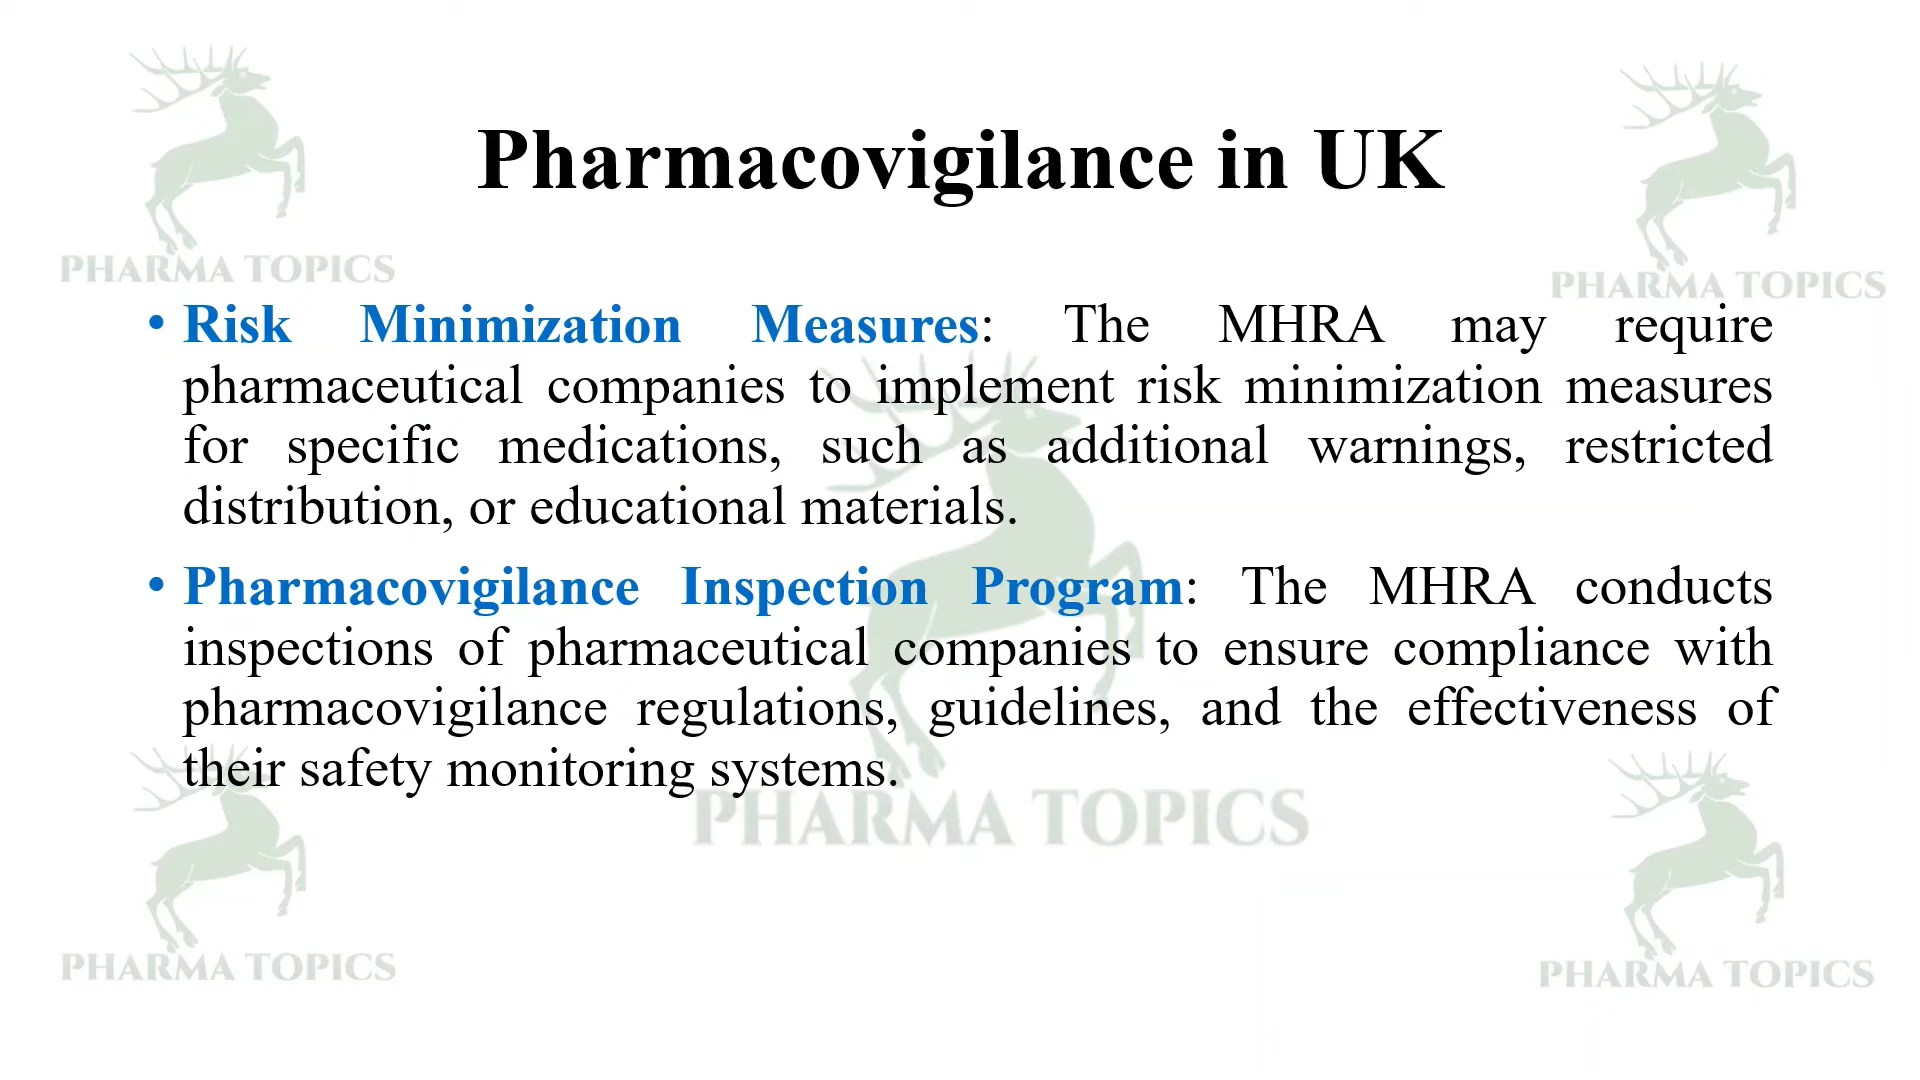 PHARMA TOPICS
PHARMA TOPICS
Pharmacovigilance in UK
• Risk Minimization Measures: The MHRA may require
pharmaceutical companies to implement risk minimization measures
for specific medications, such as additional warnings, restricted
distribution, or educational materials.
• Pharmacovigilance Inspection Program: The MHRA conducts
inspections of pharmaceutical companies to ensure compliance with
pharmacovigilance regulations, guidelines, and the effectiveness of
their safety monitoring systems.
PHARMA TOPICS
PHARMA TOPICS
PHARMA TOPICS